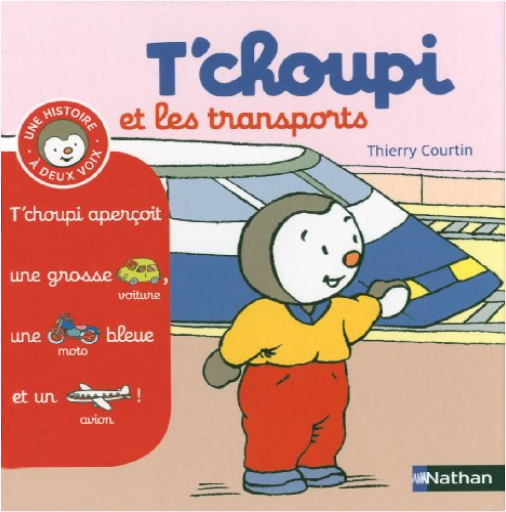 T'choupi
et les transports
Thierry Courtin
UNE HISTOIRE
• À DEUX VOIX •
T'choupi aperçoit
une grosse ,
voiture
une bleue
moto
et un !
avion
Nathan